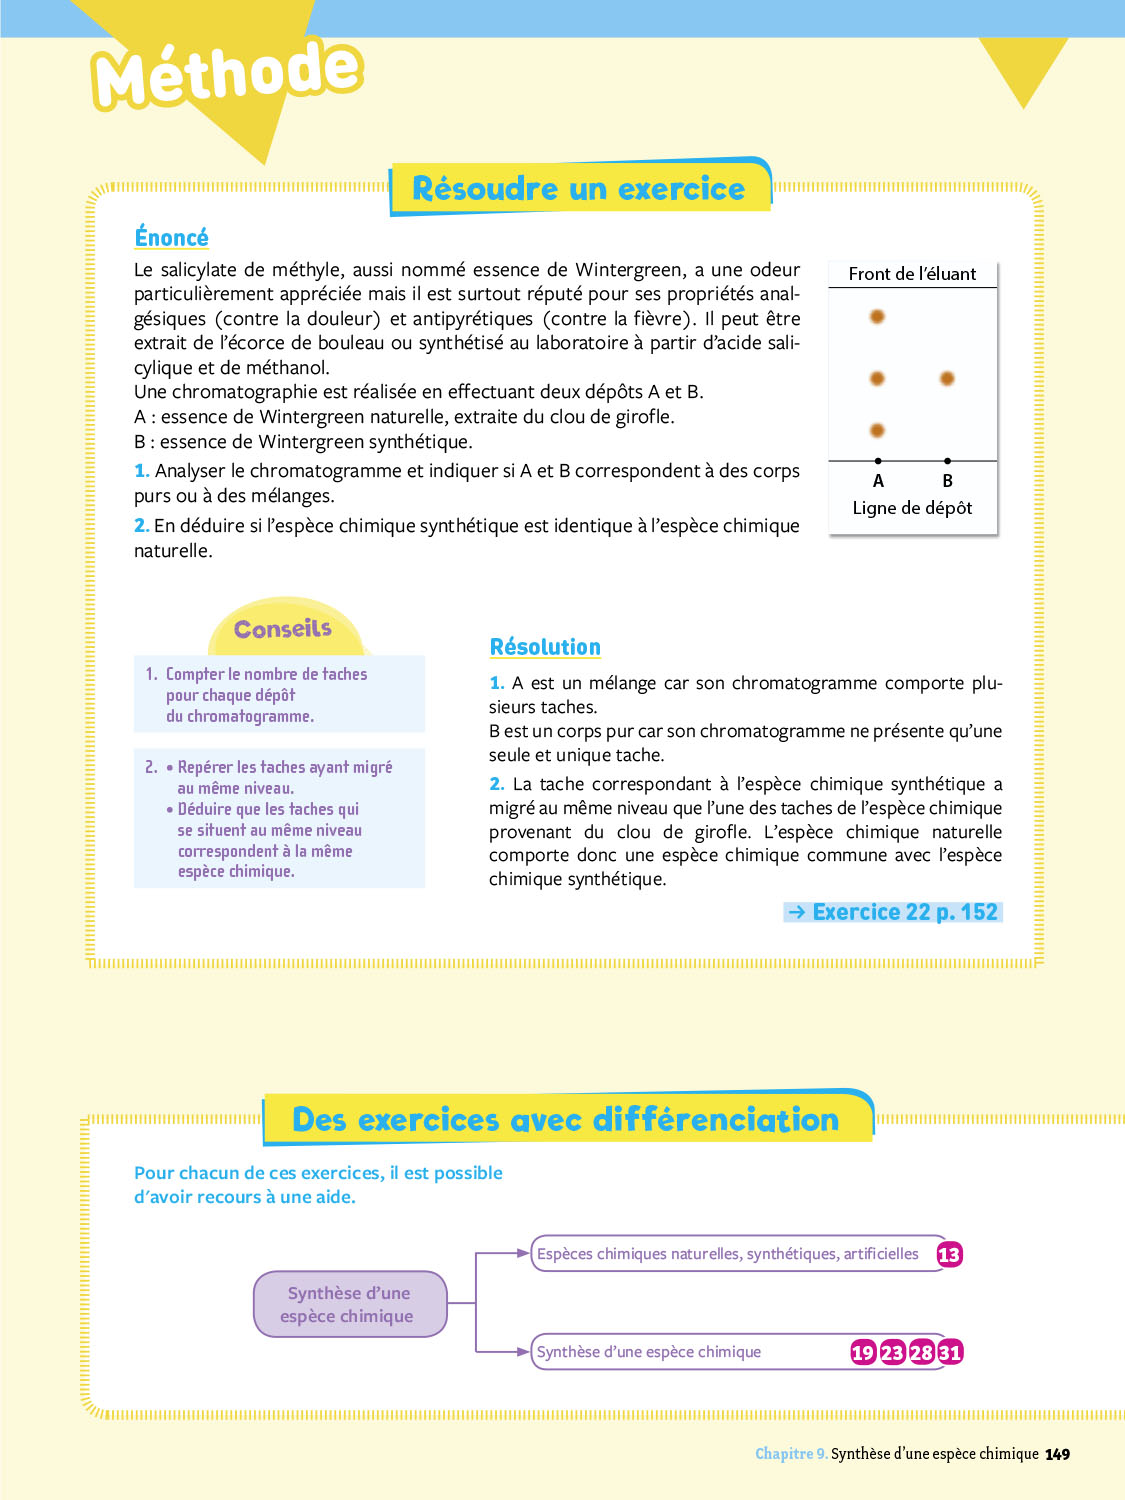 Méthode
Résoudre un exercice
Énoncé
Le salicylate de méthyle, aussi nommé essence de Wintergreen, a une odeur
particulièrement appréciée mais il est surtout réputé pour ses propriétés anal-
gésiques (contre la douleur) et antipyrétiques (contre la fièvre). Il peut être
extrait de l'écorce de bouleau ou synthétisé au laboratoire à partir d'acide sali-
cylique et de méthanol.
Une chromatographie est réalisée en effectuant deux dépôts A et B.
A : essence de Wintergreen naturelle, extraite du clou de girofle.
B : essence de Wintergreen synthétique.
1. Analyser le chromatogramme et indiquer si A et B correspondent à des corps
purs ou à des mélanges.
2. En déduire si l'espèce chimique synthétique est identique à l'espèce chimique
naturelle.
Front de l'éluant
A B
Ligne de dépôt
Conseils
1. Compter le nombre de taches
pour chaque dépôt
du chromatogramme.
2. • Repérer les taches ayant migré
au même niveau.
• Déduire que les taches qui
se situent au même niveau
correspondent à la même
espèce chimique.
Résolution
1. A est un mélange car son chromatogramme comporte plu-
sieurs taches.
B est un corps pur car son chromatogramme ne présente qu'une
seule et unique tache.
2. La tache correspondant à l'espèce chimique synthétique a
migré au même niveau que l'une des taches de l'espèce chimique
provenant du clou de girofle. L'espèce chimique naturelle
comporte donc une espèce chimique commune avec l'espèce
chimique synthétique.
→ Exercice 22 p. 152
Des exercices avec différenciation
Pour chacun de ces exercices, il est possible
d'avoir recours à une aide.
Synthèse d'une
espèce chimique
Espèces chimiques naturelles, synthétiques, artificielles 13
Synthèse d'une espèce chimique 19 23 28 31
Chapitre 9. Synthèse d'une espèce chimique 149